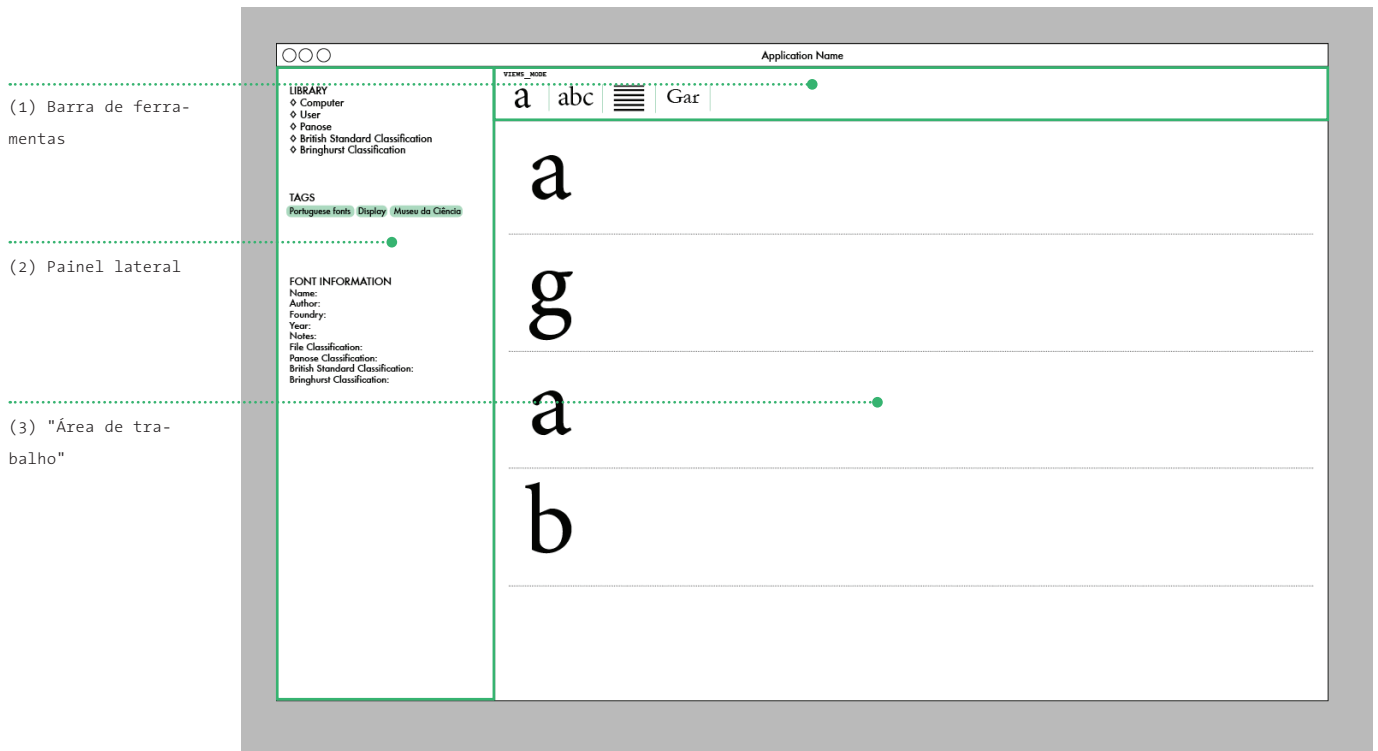 Application Name
(1) Barra de ferra-
mentas
(2) Painel lateral
(3) "Área de tra-
balho"
LIBRARY
◊ Computer
◊ User
◊ Panose
◊ British Standard Classification
◊ Bringhurst Classification
TAGS
Portuguese fonts Display Museu da Ciência
FONT INFORMATION
Name:
Author:
Foundry:
Year:
Notes:
File Classification:
Panose Classification:
British Standard Classification:
Bringhurst Classification:
VIEWS_MODE
a abc Gar
a
g
a
b